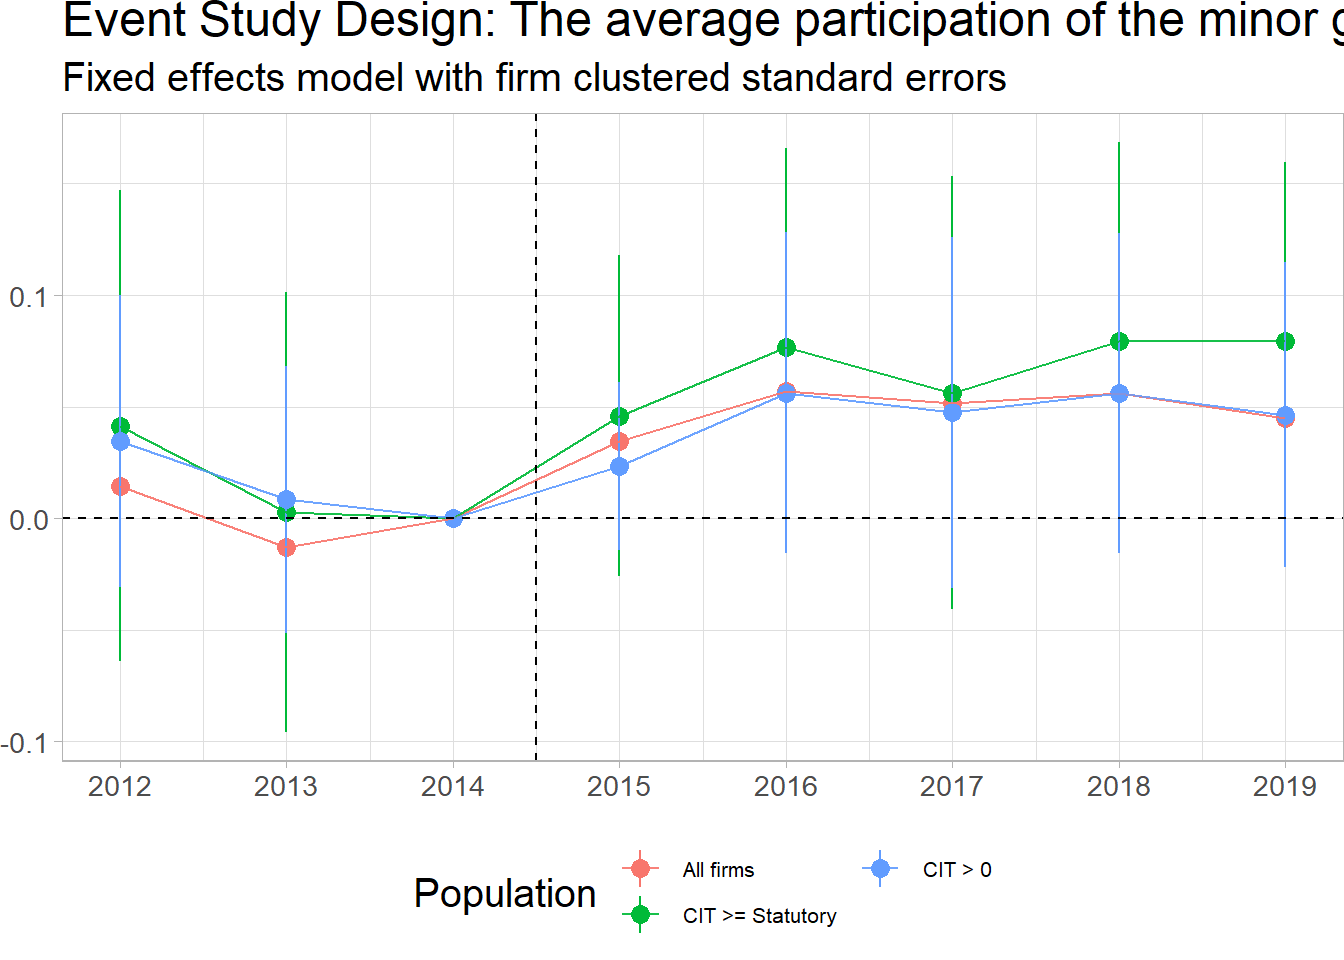 Event Study Design: The average participation of the minor g
Fixed effects model with firm clustered standard errors
0.1
0.0
-0.1
2012 2013 2014 2015 2016 2017 2018 2019
Population
All firms
CIT >= Statutory
CIT > 0